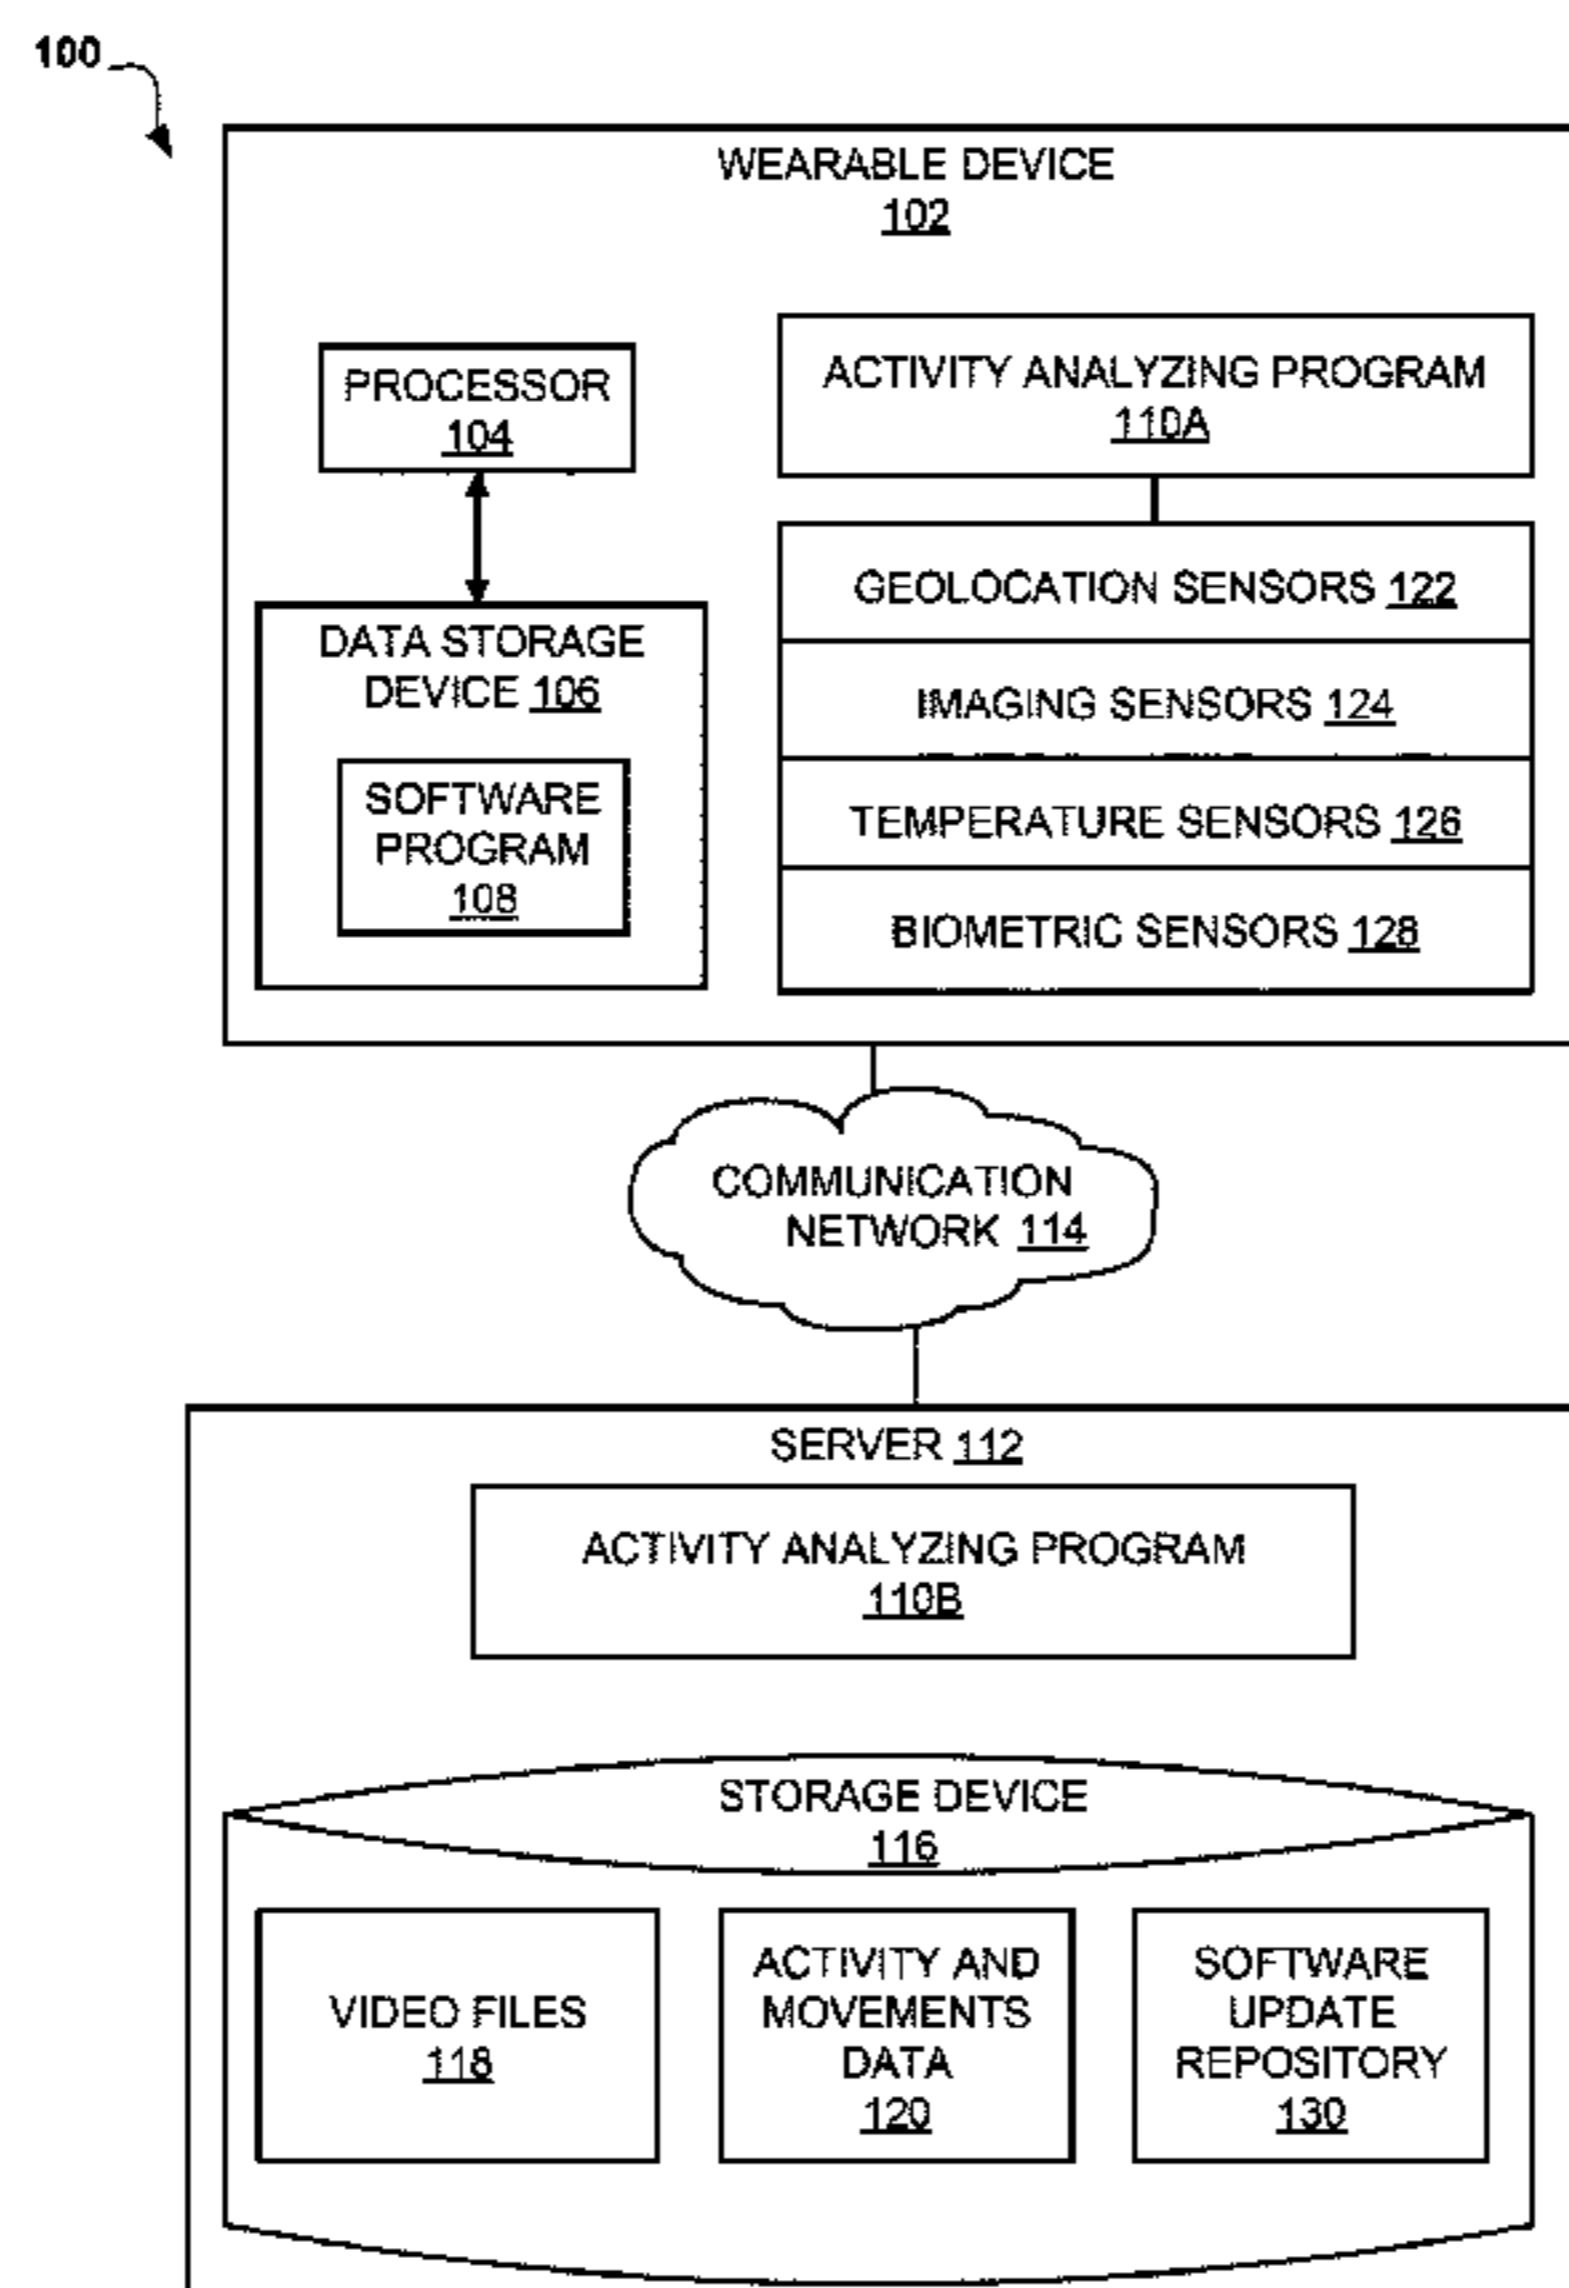 100
WEARABLE DEVICE
102
PROCESSOR
104
DATA STORAGE
DEVICE 106
SOFTWARE
PROGRAM
108
ACTIVITY ANALYZING PROGRAM
110A
GEOLOCATION SENSORS 122
IMAGING SENSORS 124
TEMPERATURE SENSORS 126
BIOMETRIC SENSORS 128
COMMUNICATION
NETWORK 114
SERVER 112
ACTIVITY ANALYZING PROGRAM
110B
STORAGE DEVICE
116
VIDEO FILES
118
ACTIVITY AND
MOVEMENTS
DATA
120
SOFTWARE
UPDATE
REPOSITORY
130